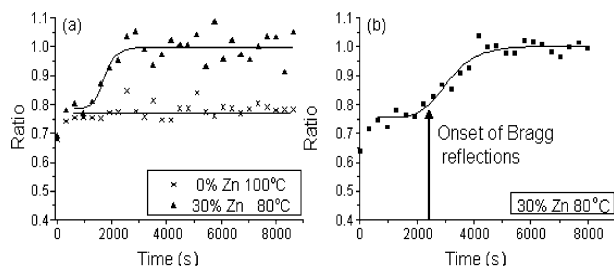 (a)
1.1
1.0
0.9
0.8
0.7
0.6
0.5
0.4
Ratio
0 2000 4000 6000 8000
Time (s)
× 0% Zn 100°C
▲ 30% Zn 80°C
(b)
1.1
1.0
0.9
0.8
0.7
0.6
0.5
0.4
Ratio
Onset of Bragg
reflections
30% Zn 80°C
0 2000 4000 6000 8000
Time (s)